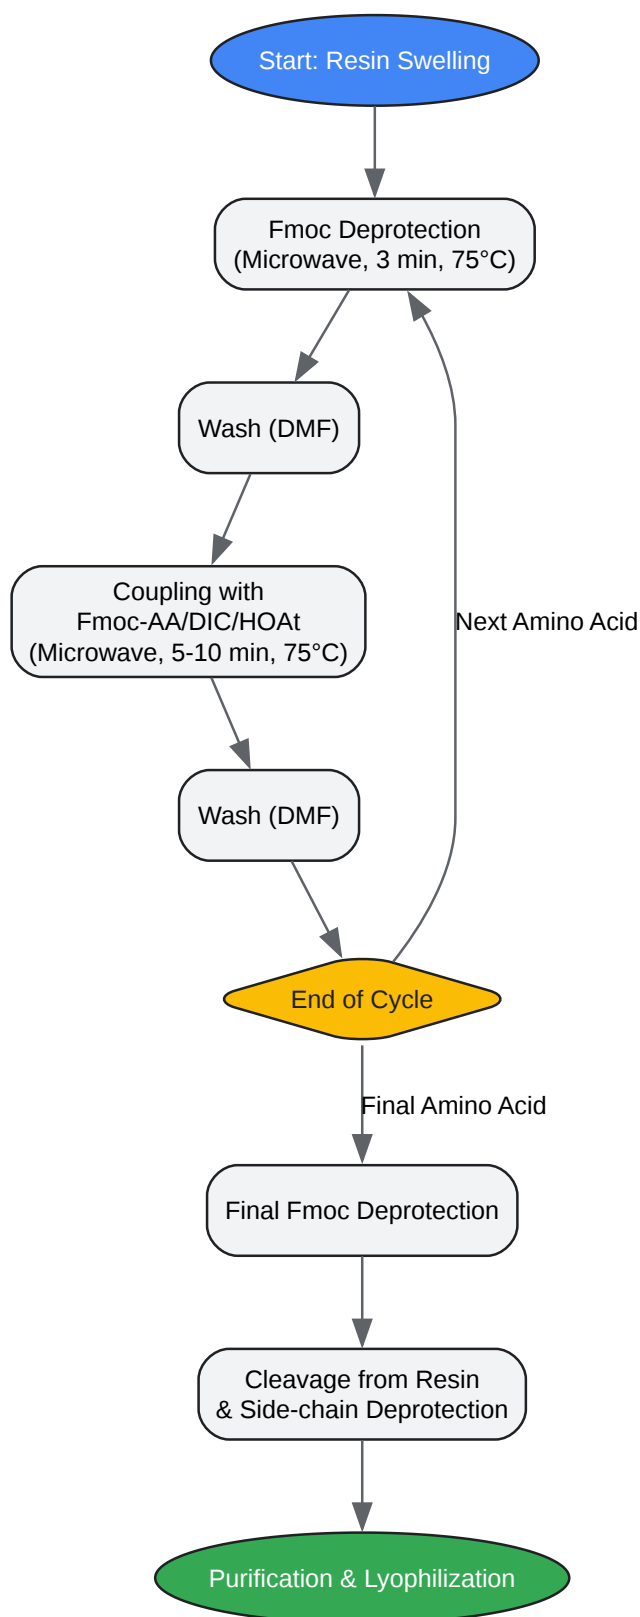 Start: Resin Swelling
Fmoc Deprotection
(Microwave, 3 min, 75°C)
Wash (DMF)
Coupling with
Fmoc-AA/DIC/HOAt
(Microwave, 5-10 min, 75°C)
Next Amino Acid
Wash (DMF)
End of Cycle
Final Amino Acid
Final Fmoc Deprotection
Cleavage from Resin
& Side-chain Deprotection
Purification & Lyophilization